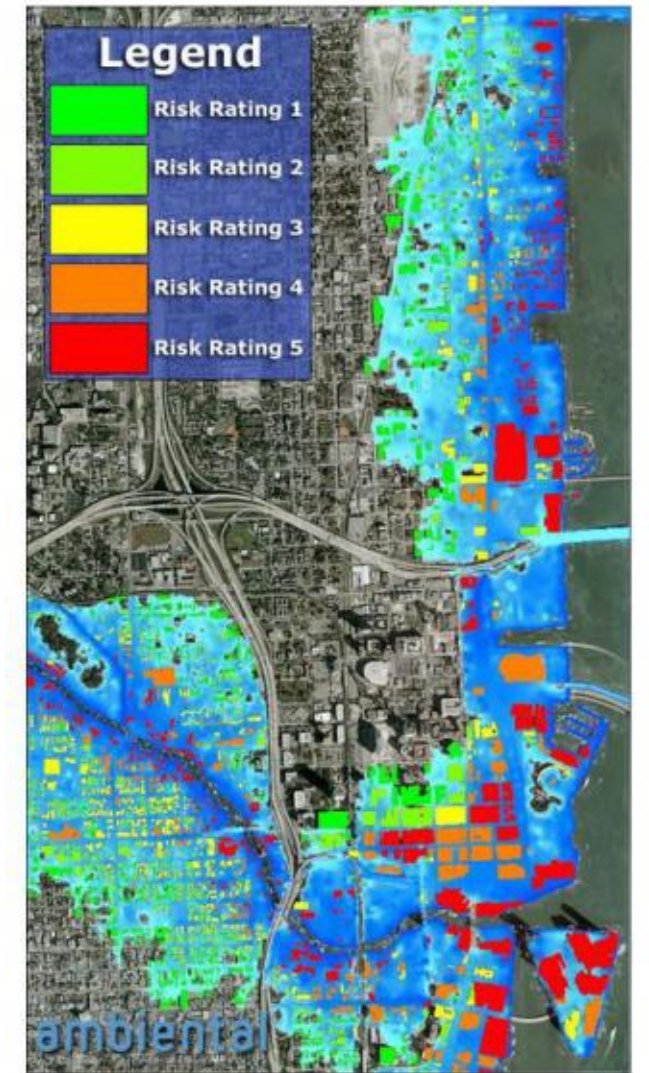 Legend
Risk Rating 1
Risk Rating 2
Risk Rating 3
Risk Rating 4
Risk Rating 5
ambiental